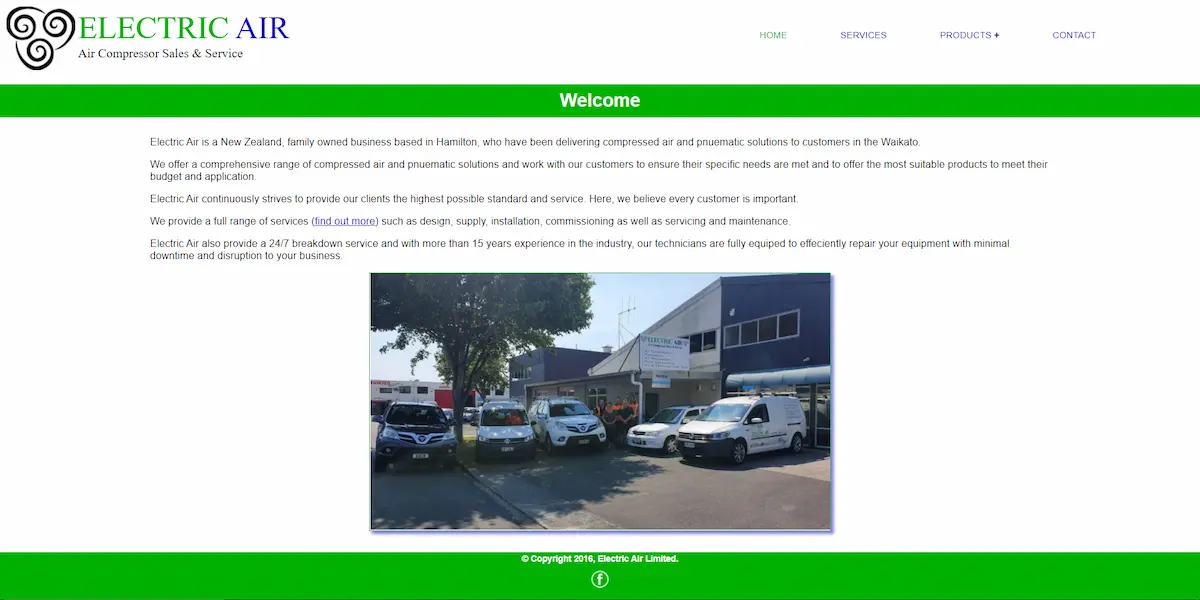 ELECTRIC AIR
Air Compressor Sales & Service
HOME SERVICES PRODUCTS + CONTACT
Welcome
Electric Air is a New Zealand, family owned business based in Hamilton, who have been delivering compressed air and pnuematic solutions to customers in the Waikato.
We offer a comprehensive range of compressed air and pnuematic solutions and work with our customers to ensure their specific needs are met and to offer the most suitable products to meet their
budget and application.
Electric Air continuously strives to provide our clients the highest possible standard and service. Here, we believe every customer is important.
We provide a full range of services (find out more) such as design, supply, installation, commissioning as well as servicing and maintenance.
Electric Air also provide a 24/7 breakdown service and with more than 15 years experience in the industry, our technicians are fully equiped to effeciently repair your equipment with minimal
downtime and disruption to your business.
ELECTRIC AIR
© Copyright 2016, Electric Air Limited.